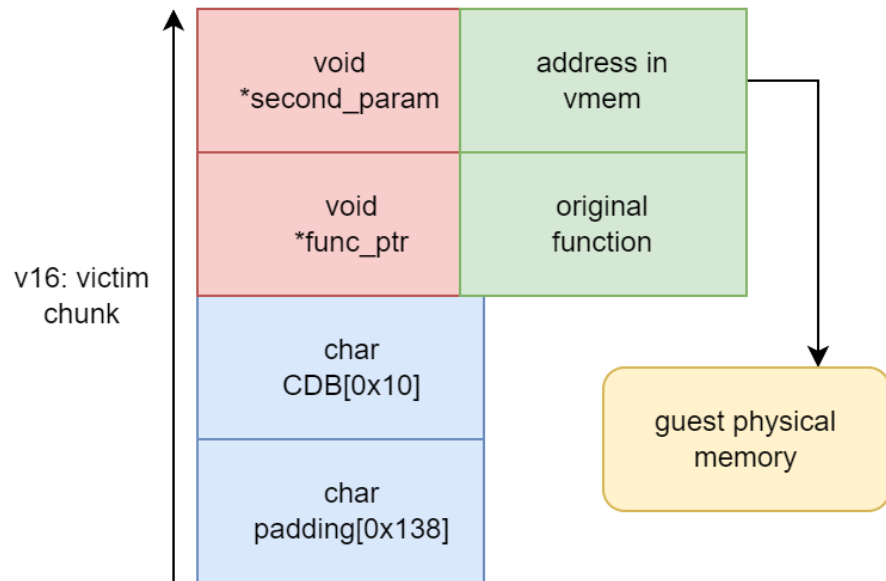 void
*second_param
address in
vmem
void
*func_ptr
original
function
v16: victim
chunk
char
CDB[0x10]
guest physical
memory
char
padding[0x138]